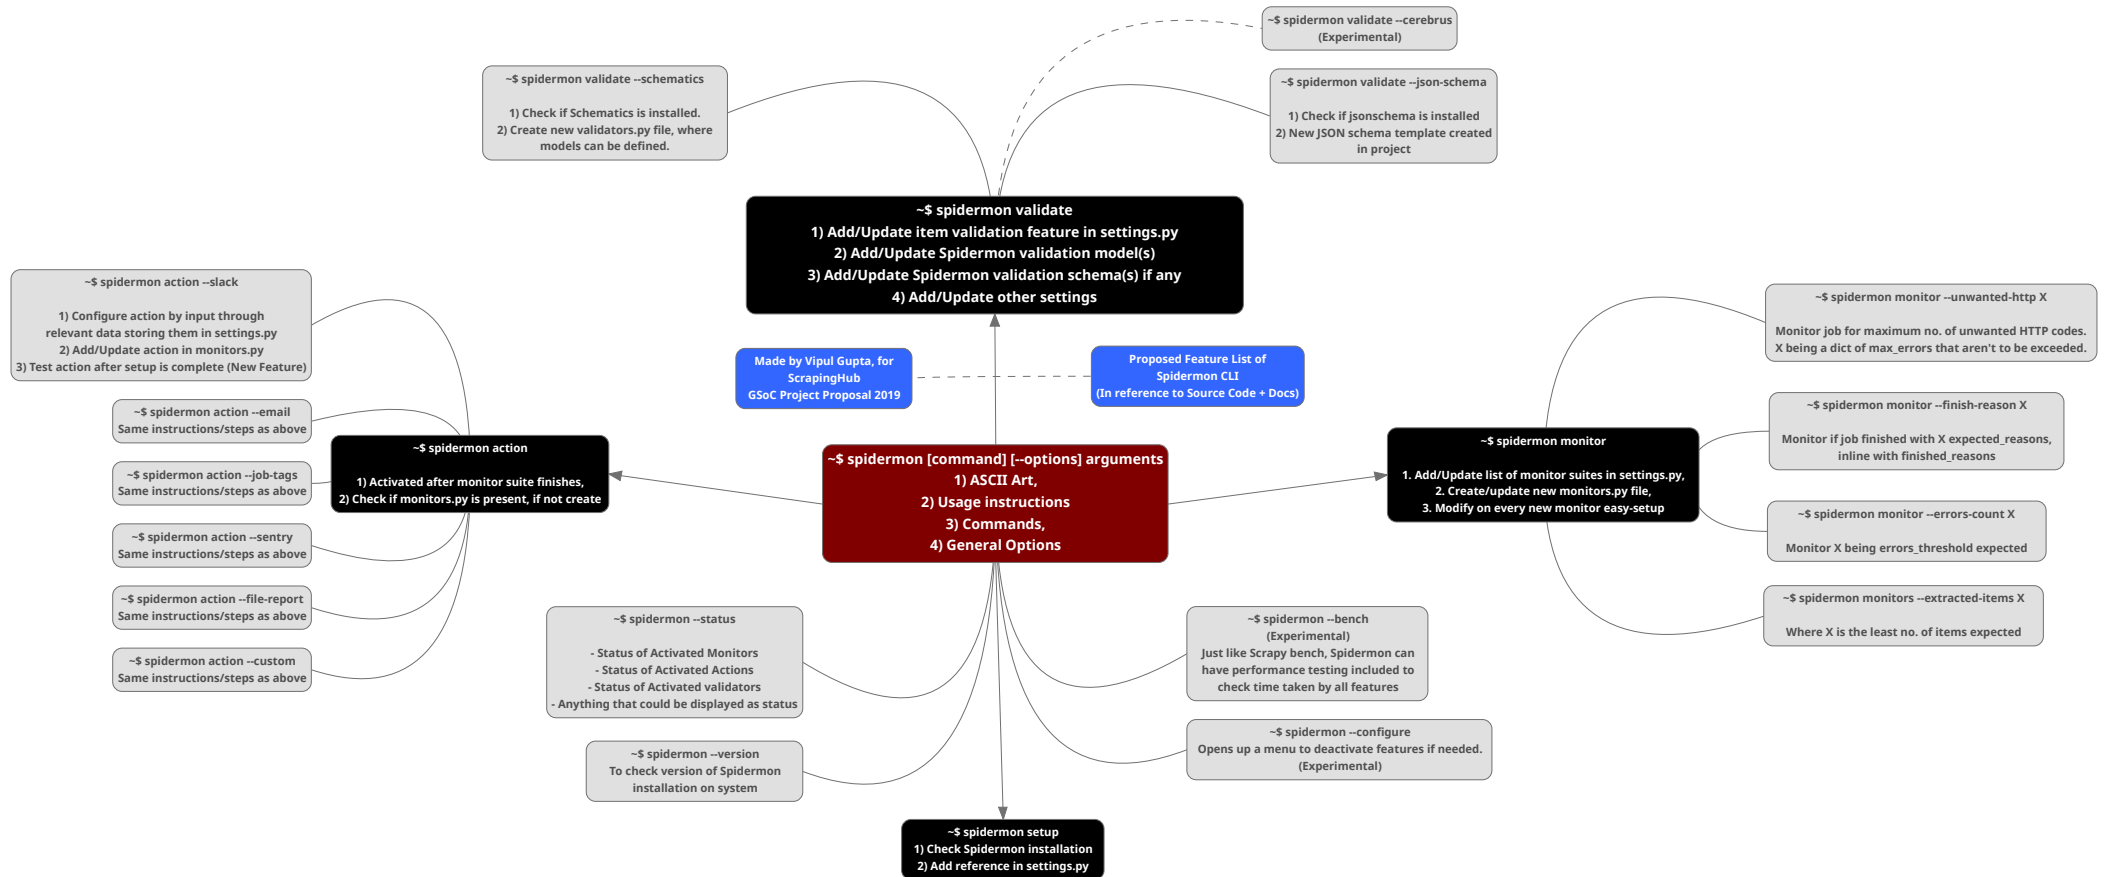 ~$ spidermon validate --cerebrus
(Experimental)
~$ spidermon validate --schematics
1) Check if Schematics is installed.
2) Create new validators.py file, where
models can be defined.
~$ spidermon validate --json-schema
1) Check if jsonschema is installed
2) New JSON schema template created
in project
~$ spidermon validate
1) Add/Update item validation feature in settings.py
2) Add/Update Spidermon validation model(s)
3) Add/Update Spidermon validation schema(s) if any
4) Add/Update other settings
~$ spidermon action --slack
1) Configure action by input through
relevant data storing them in settings.py
2) Add/Update action in monitors.py
3) Test action after setup is complete (New Feature)
~$ spidermon action --email
Same instructions/steps as above
~$ spidermon action --job-tags
Same instructions/steps as above
~$ spidermon action --sentry
Same instructions/steps as above
~$ spidermon action --file-report
Same instructions/steps as above
~$ spidermon action --custom
Same instructions/steps as above
~$ spidermon action
1) Activated after monitor suite finishes,
2) Check if monitors.py is present, if not create
Made by Vipul Gupta, for
ScrapingHub
GSoC Project Proposal 2019
Proposed Feature List of
Spidermon CLI
(In reference to Source Code + Docs)
~$ spidermon [command] [--options] arguments
1) ASCII Art,
2) Usage instructions
3) Commands,
4) General Options
~$ spidermon monitor
1. Add/Update list of monitor suites in settings.py,
2. Create/update new monitors.py file,
3. Modify on every new monitor easy-setup
~$ spidermon monitor --unwanted-http X
Monitor job for maximum no. of unwanted HTTP codes.
X being a dict of max_errors that aren't to be exceeded.
~$ spidermon monitor --finish-reason X
Monitor if job finished with X expected_reasons,
inline with finished_reasons
~$ spidermon monitor --errors-count X
Monitor X being errors_threshold expected
~$ spidermon monitors --extracted-items X
Where X is the least no. of items expected
~$ spidermon --status
- Status of Activated Monitors
- Status of Activated Actions
- Status of Activated validators
- Anything that could be displayed as status
~$ spidermon --version
To check version of Spidermon
installation on system
~$ spidermon --bench
(Experimental)
Just like Scrapy bench, Spidermon can
have performance testing included to
check time taken by all features
~$ spidermon --configure
Opens up a menu to deactivate features if needed.
(Experimental)
~$ spidermon setup
1) Check Spidermon installation
2) Add reference in settings.py